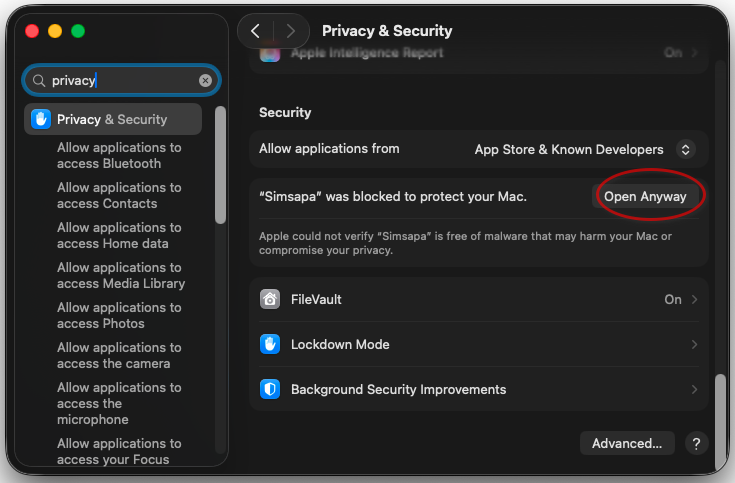 Privacy & Security
privacy
Privacy & Security
Allow applications to
access Bluetooth
Allow applications to
access Contacts
Allow applications to
access Home data
Allow applications to
access Media Library
Allow applications to
access Photos
Allow applications to
access the camera
Allow applications to
access the
microphone
Allow applications to
access your Focus
Apple Intelligence Report
On
Security
Allow applications from
App Store & Known Developers
“Simsapa” was blocked to protect your Mac.
Open Anyway
Apple could not verify “Simsapa” is free of malware that may harm your Mac or
compromise your privacy.
FileVault
On
Lockdown Mode
Background Security Improvements
Advanced...
?